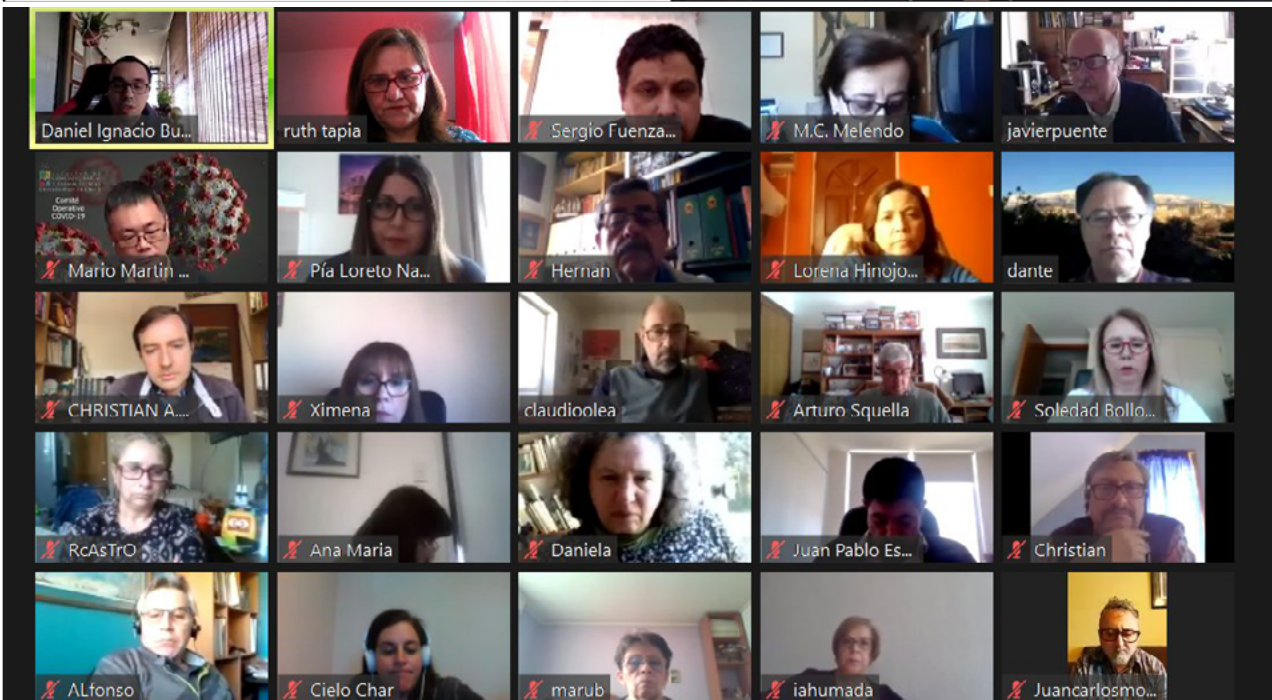 Daniel Ignacio Bu...
ruth tapia
Sergio Fuenza...
M.C. Melendo
javierpuente
Comité
Operativo
COVID-19
Mario Martin ...
Pía Loreto Na...
Hernan
Lorena Hinojo...
dante
CHRISTIAN A....
Ximena
claudioolea
Arturo Squella
Soledad Bollo...
RcAsTrO
Ana Maria
Daniela
Juan Pablo Es...
Christian
ALfonso
Cielo Char
marub
iahumada
Juancarlosmo...